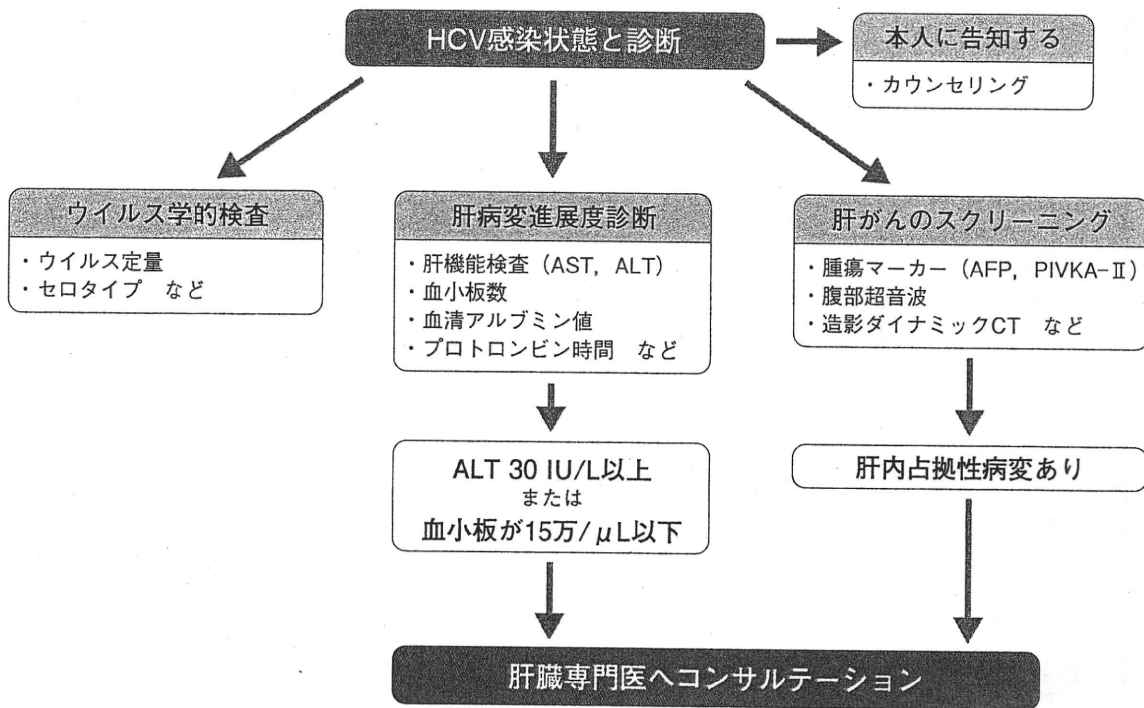 HCV感染状態と診断
本人に告知する
・カウンセリング
ウイルス学的検査
・ウイルス定量
・セロタイプ　など
肝病変進展度診断
・肝機能検査（AST，ALT）
・血小板数
・血清アルブミン値
・プロトロンビン時間　など
肝がんのスクリーニング
・腫瘍マーカー（AFP，PIVKA-Ⅱ）
・腹部超音波
・造影ダイナミックCT　など
ALT 30 IU/L以上
または
血小板が15万/μL以下
肝内占拠性病変あり
肝臓専門医へコンサルテーション